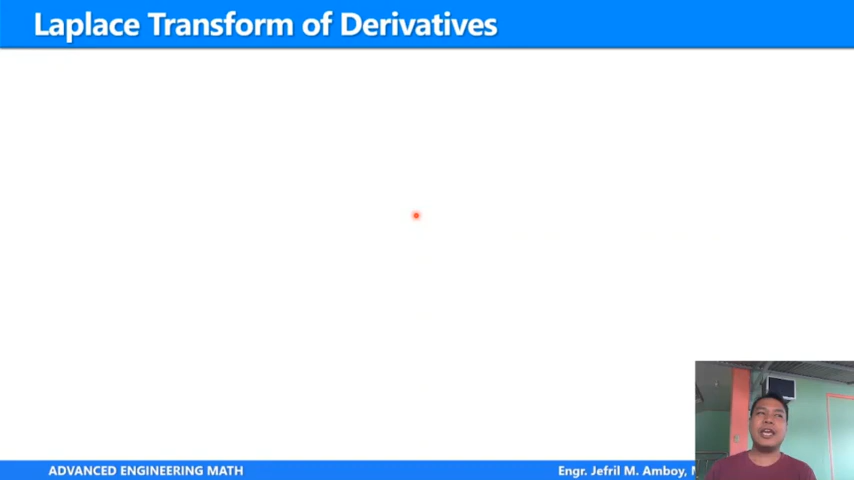 Laplace Transform of Derivatives
ADVANCED ENGINEERING MATH
Engr. Jefril M. Amboy,